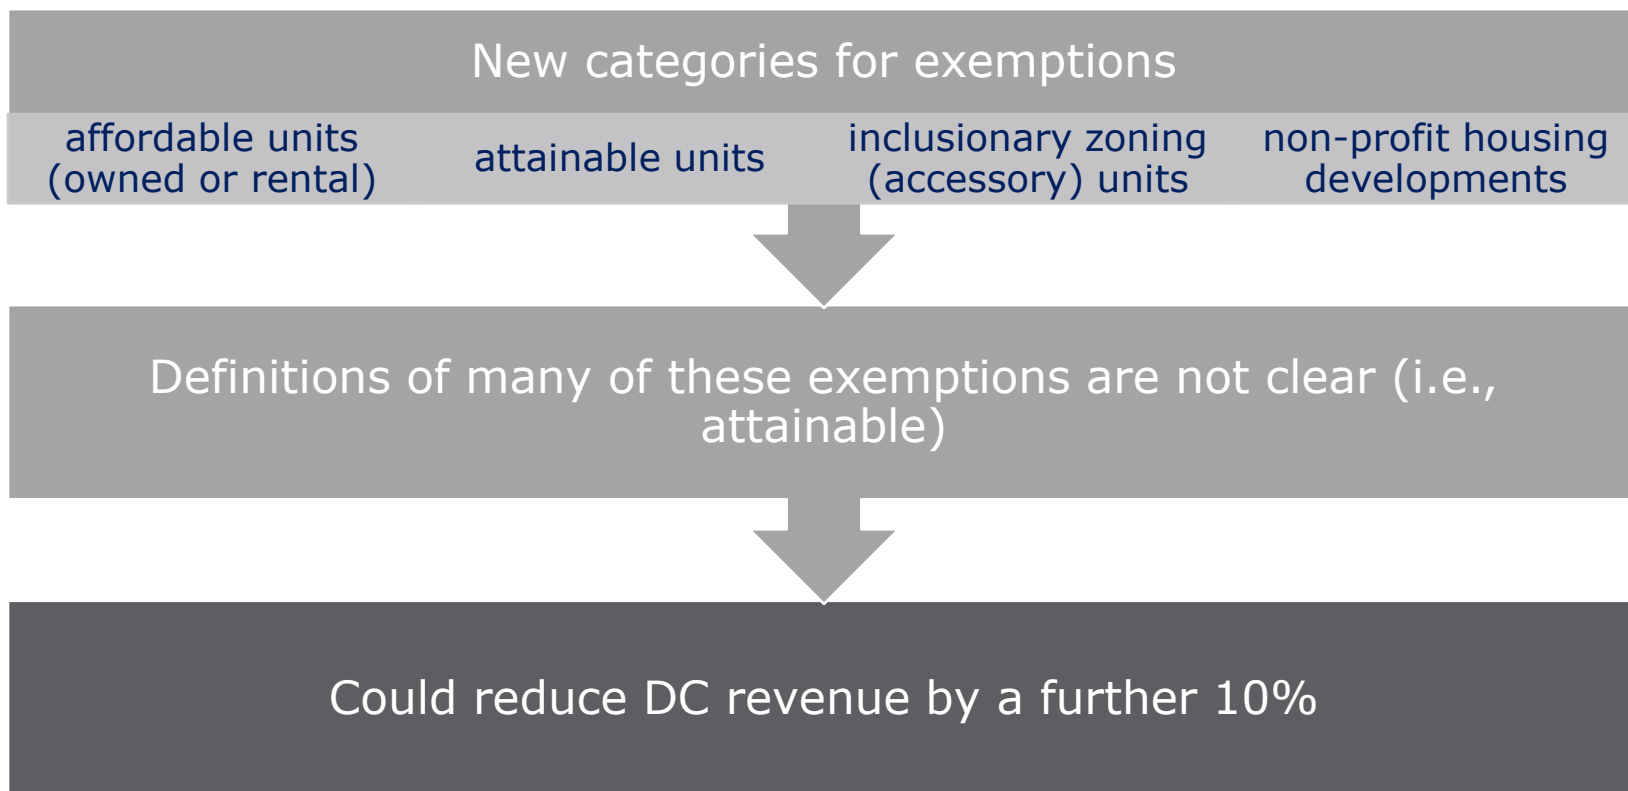 New categories for exemptions
affordable units
(owned or rental)
attainable units
inclusionary zoning
(accessory) units
non-profit housing
developments
Definitions of many of these exemptions are not clear (i.e.,
attainable)
Could reduce DC revenue by a further 10%